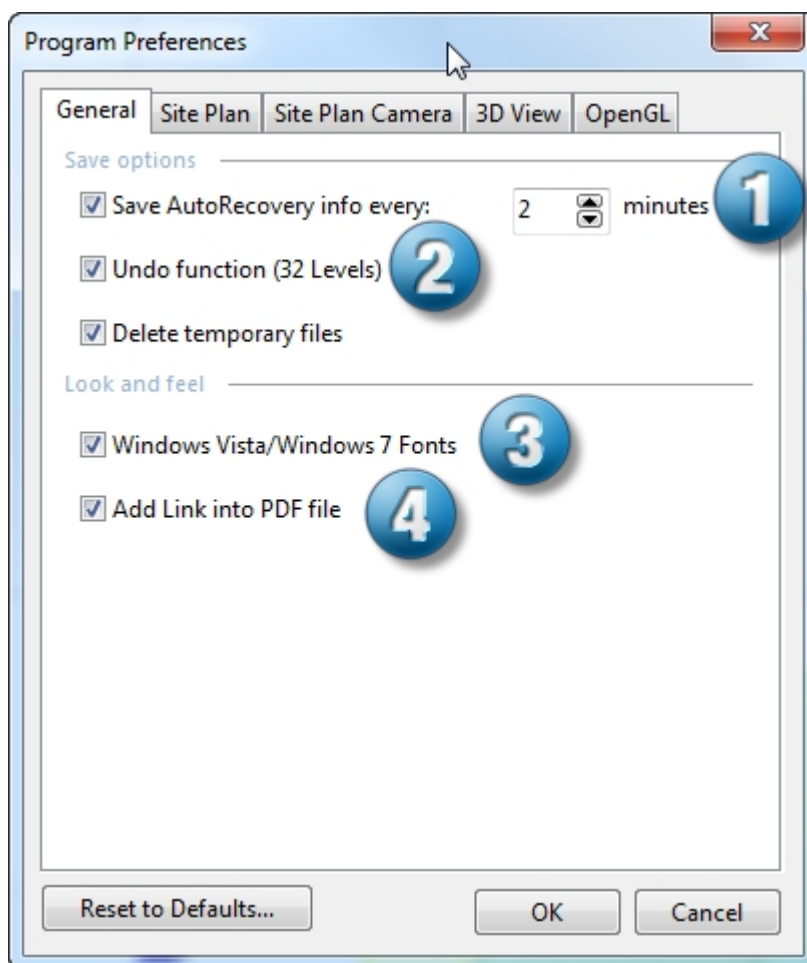 Program Preferences
General Site Plan Site Plan Camera 3D View OpenGL
Save options
Save AutoRecovery info every: 2 minutes 1
Undo function (32 Levels) 2
Delete temporary files
Look and feel
Windows Vista/Windows 7 Fonts 3
Add Link into PDF file 4
Reset to Defaults... OK Cancel